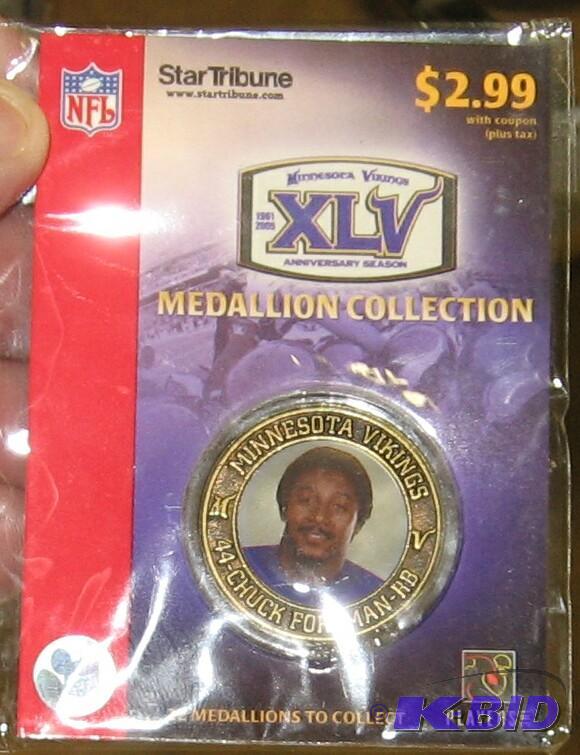 NFL
StarTribune
www.startribune.com
$2.99
with coupon
(plus tax)
MINNESOTA VIKINGS
1961
2005
XLV
ANNIVERSARY SEASON
MEDALLION COLLECTION
MINNESOTA VIKINGS
44-CHUCK FOREMAN-RB
MEDALLIONS TO COLLECT
K-BID